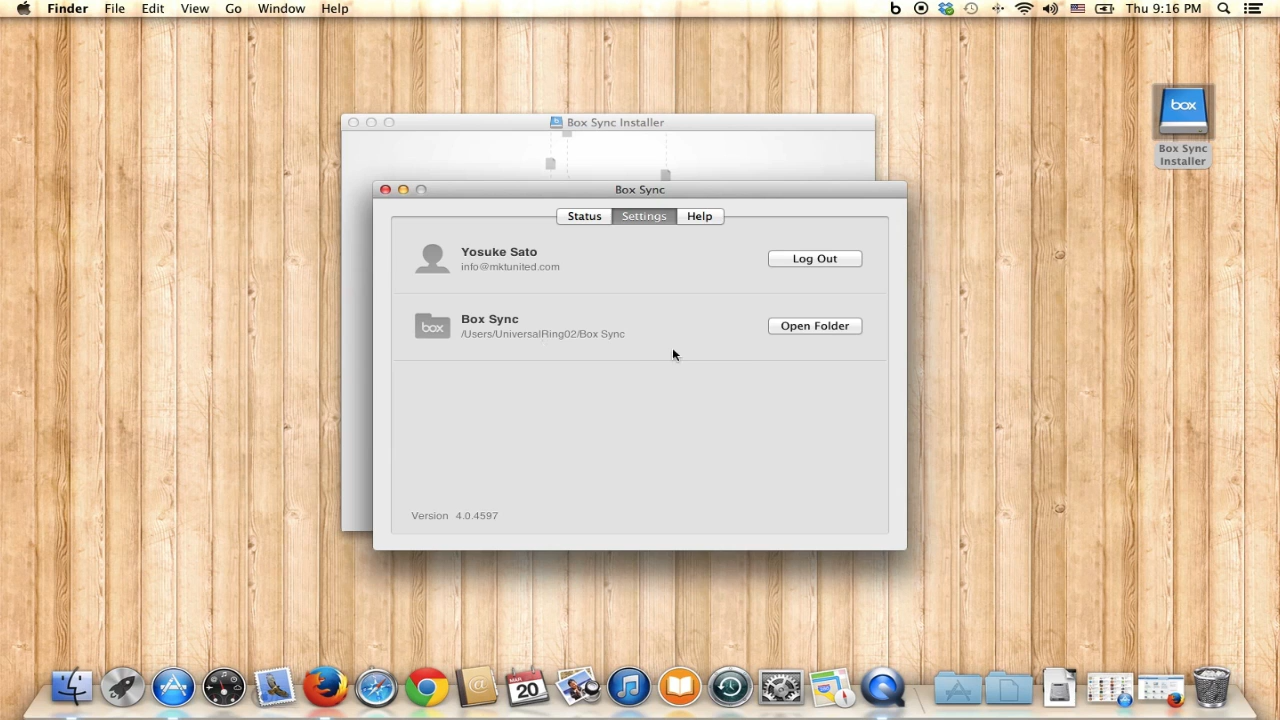 Finder File Edit View Go Window Help
Thu 9:16 PM
box
Box Sync
Installer
Box Sync Installer
Box Sync
Status Settings Help
Yosuke Sato
info@mktunited.com
Log Out
box
Box Sync
/Users/UniversalRing02/Box Sync
Open Folder
Version 4.0.4597
MAR
20